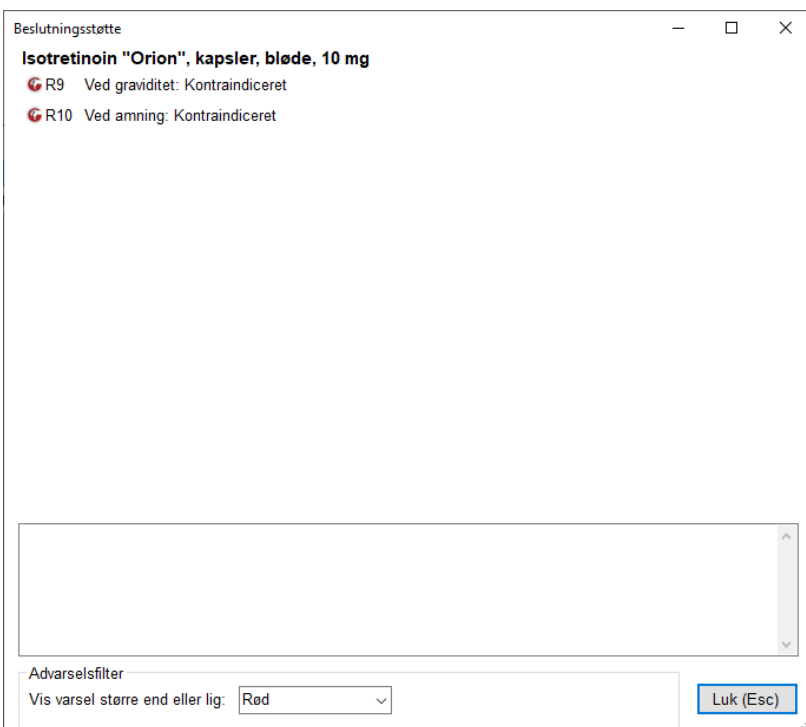 Beslutningsstøtte
Isotretinoin "Orion", kapsler, bløde, 10 mg
R9 Ved graviditet: Kontraindiceret
R10 Ved amning: Kontraindiceret
Advarselsfilter
Vis varsel større end eller lig: Rød
Luk (Esc)